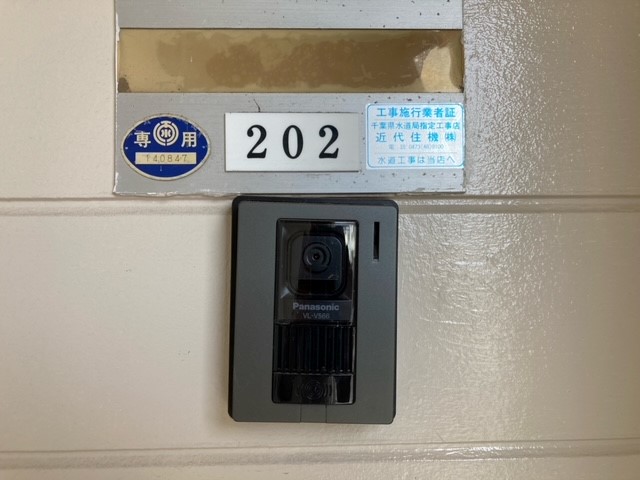 専 水 用
140847
202
工事施行業者証
千葉県水道局指定工事店
近代住機㈱
水道工事は当店へ
Panasonic
VL-V566